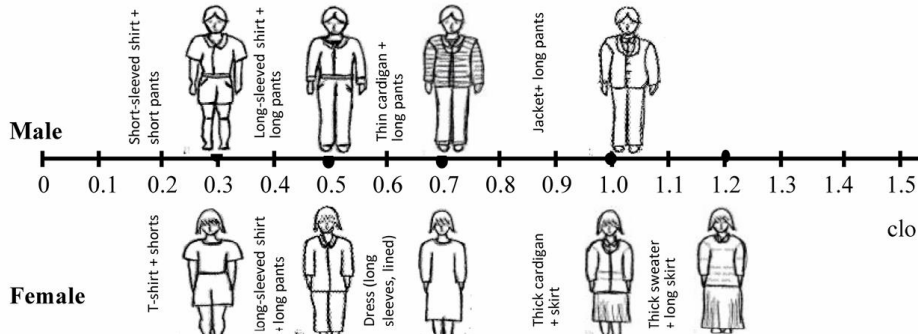 Short-sleeved shirt +
short pants
Long-sleeved shirt +
long pants
Thin cardigan +
long pants
Jacket+ long pants
Male
0 0.1 0.2 0.3 0.4 0.5 0.6 0.7 0.8 0.9 1.0 1.1 1.2 1.3 1.4 1.5
clo
T-shirt + shorts
Long-sleeved shirt
+ long pants
Dress (long
sleeves, lined)
Thick cardigan
+ skirt
Thick sweater
+ long skirt
Female